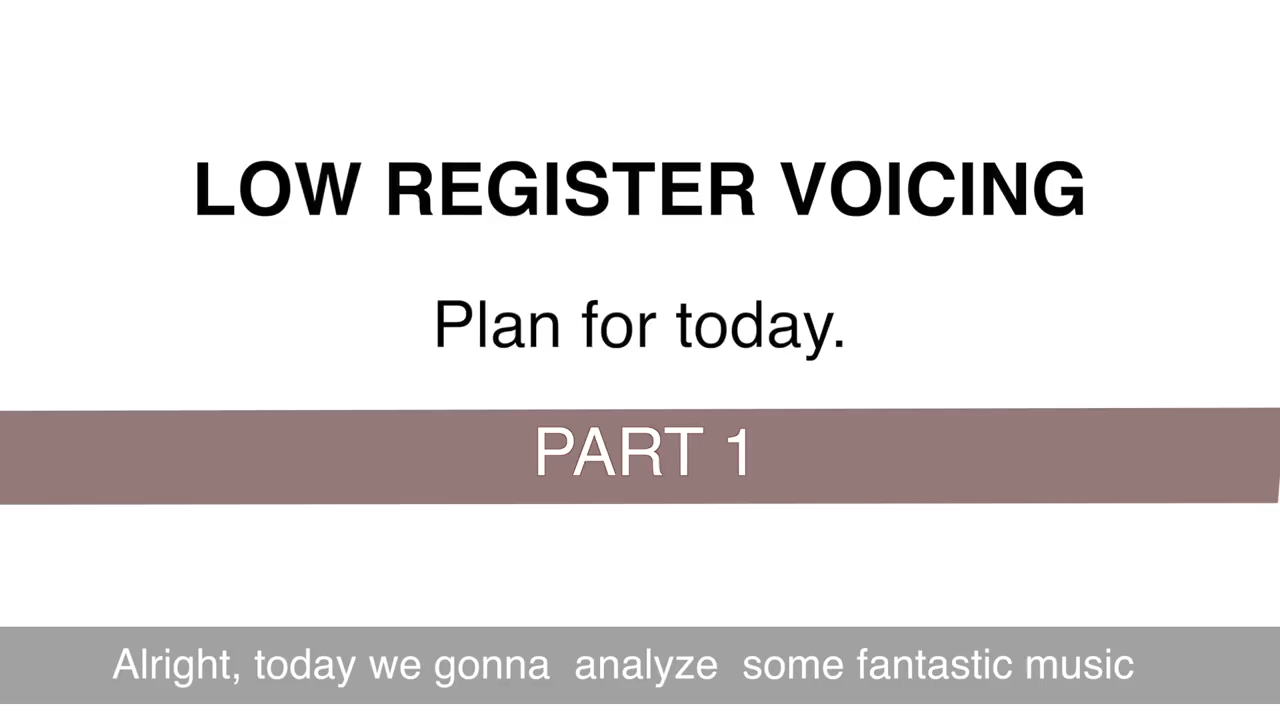 LOW REGISTER VOICING
Plan for today.
PART 1
Alright, today we gonna analyze some fantastic music